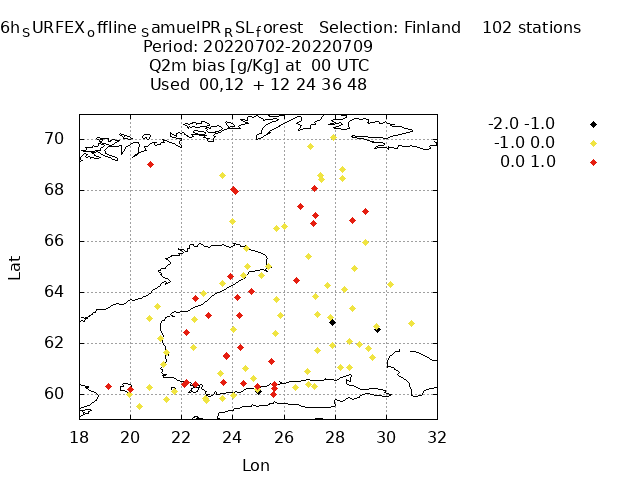 6h_SURFEX_offline_SamuelPR_RSL_forest Selection: Finland 102 stations
Period: 20220702-20220709
Q2m bias [g/Kg] at 00 UTC
Used 00,12 + 12 24 36 48
-2.0 -1.0
-1.0 0.0
0.0 1.0
70
68
66
64
62
60
Lat
18 20 22 24 26 28 30 32
Lon